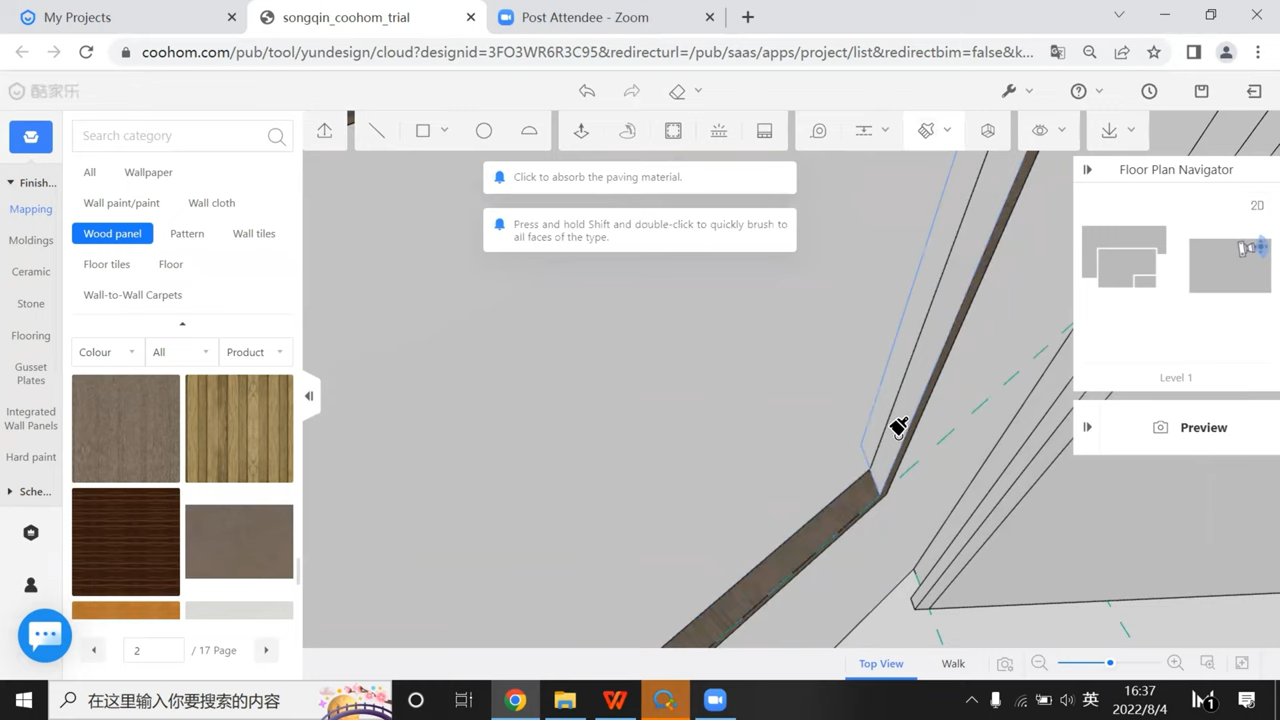 My Projects
songqin_coohom_trial
Post Attendee - Zoom
coohom.com/pub/tool/yundesign/cloud?designid=3FO3WR6R3C95&redirecturl=/pub/saas/apps/project/list&redirectbim=false&k...
酷家乐
Search category
All Wallpaper
Wall paint/paint Wall cloth
Wood panel Pattern Wall tiles
Floor tiles Floor
Wall-to-Wall Carpets
Colour All Product
Finish...
Mapping
Moldings
Ceramic
Stone
Flooring
Gusset
Plates
Integrated
Wall Panels
Hard paint
Sche...
2 / 17 Page
Click to absorb the paving material.
Press and hold Shift and double-click to quickly brush to
all faces of the type.
Floor Plan Navigator
2D
Level 1
Preview
Top View Walk
在这里输入你要搜索的内容
英
16:37
2022/8/4
1